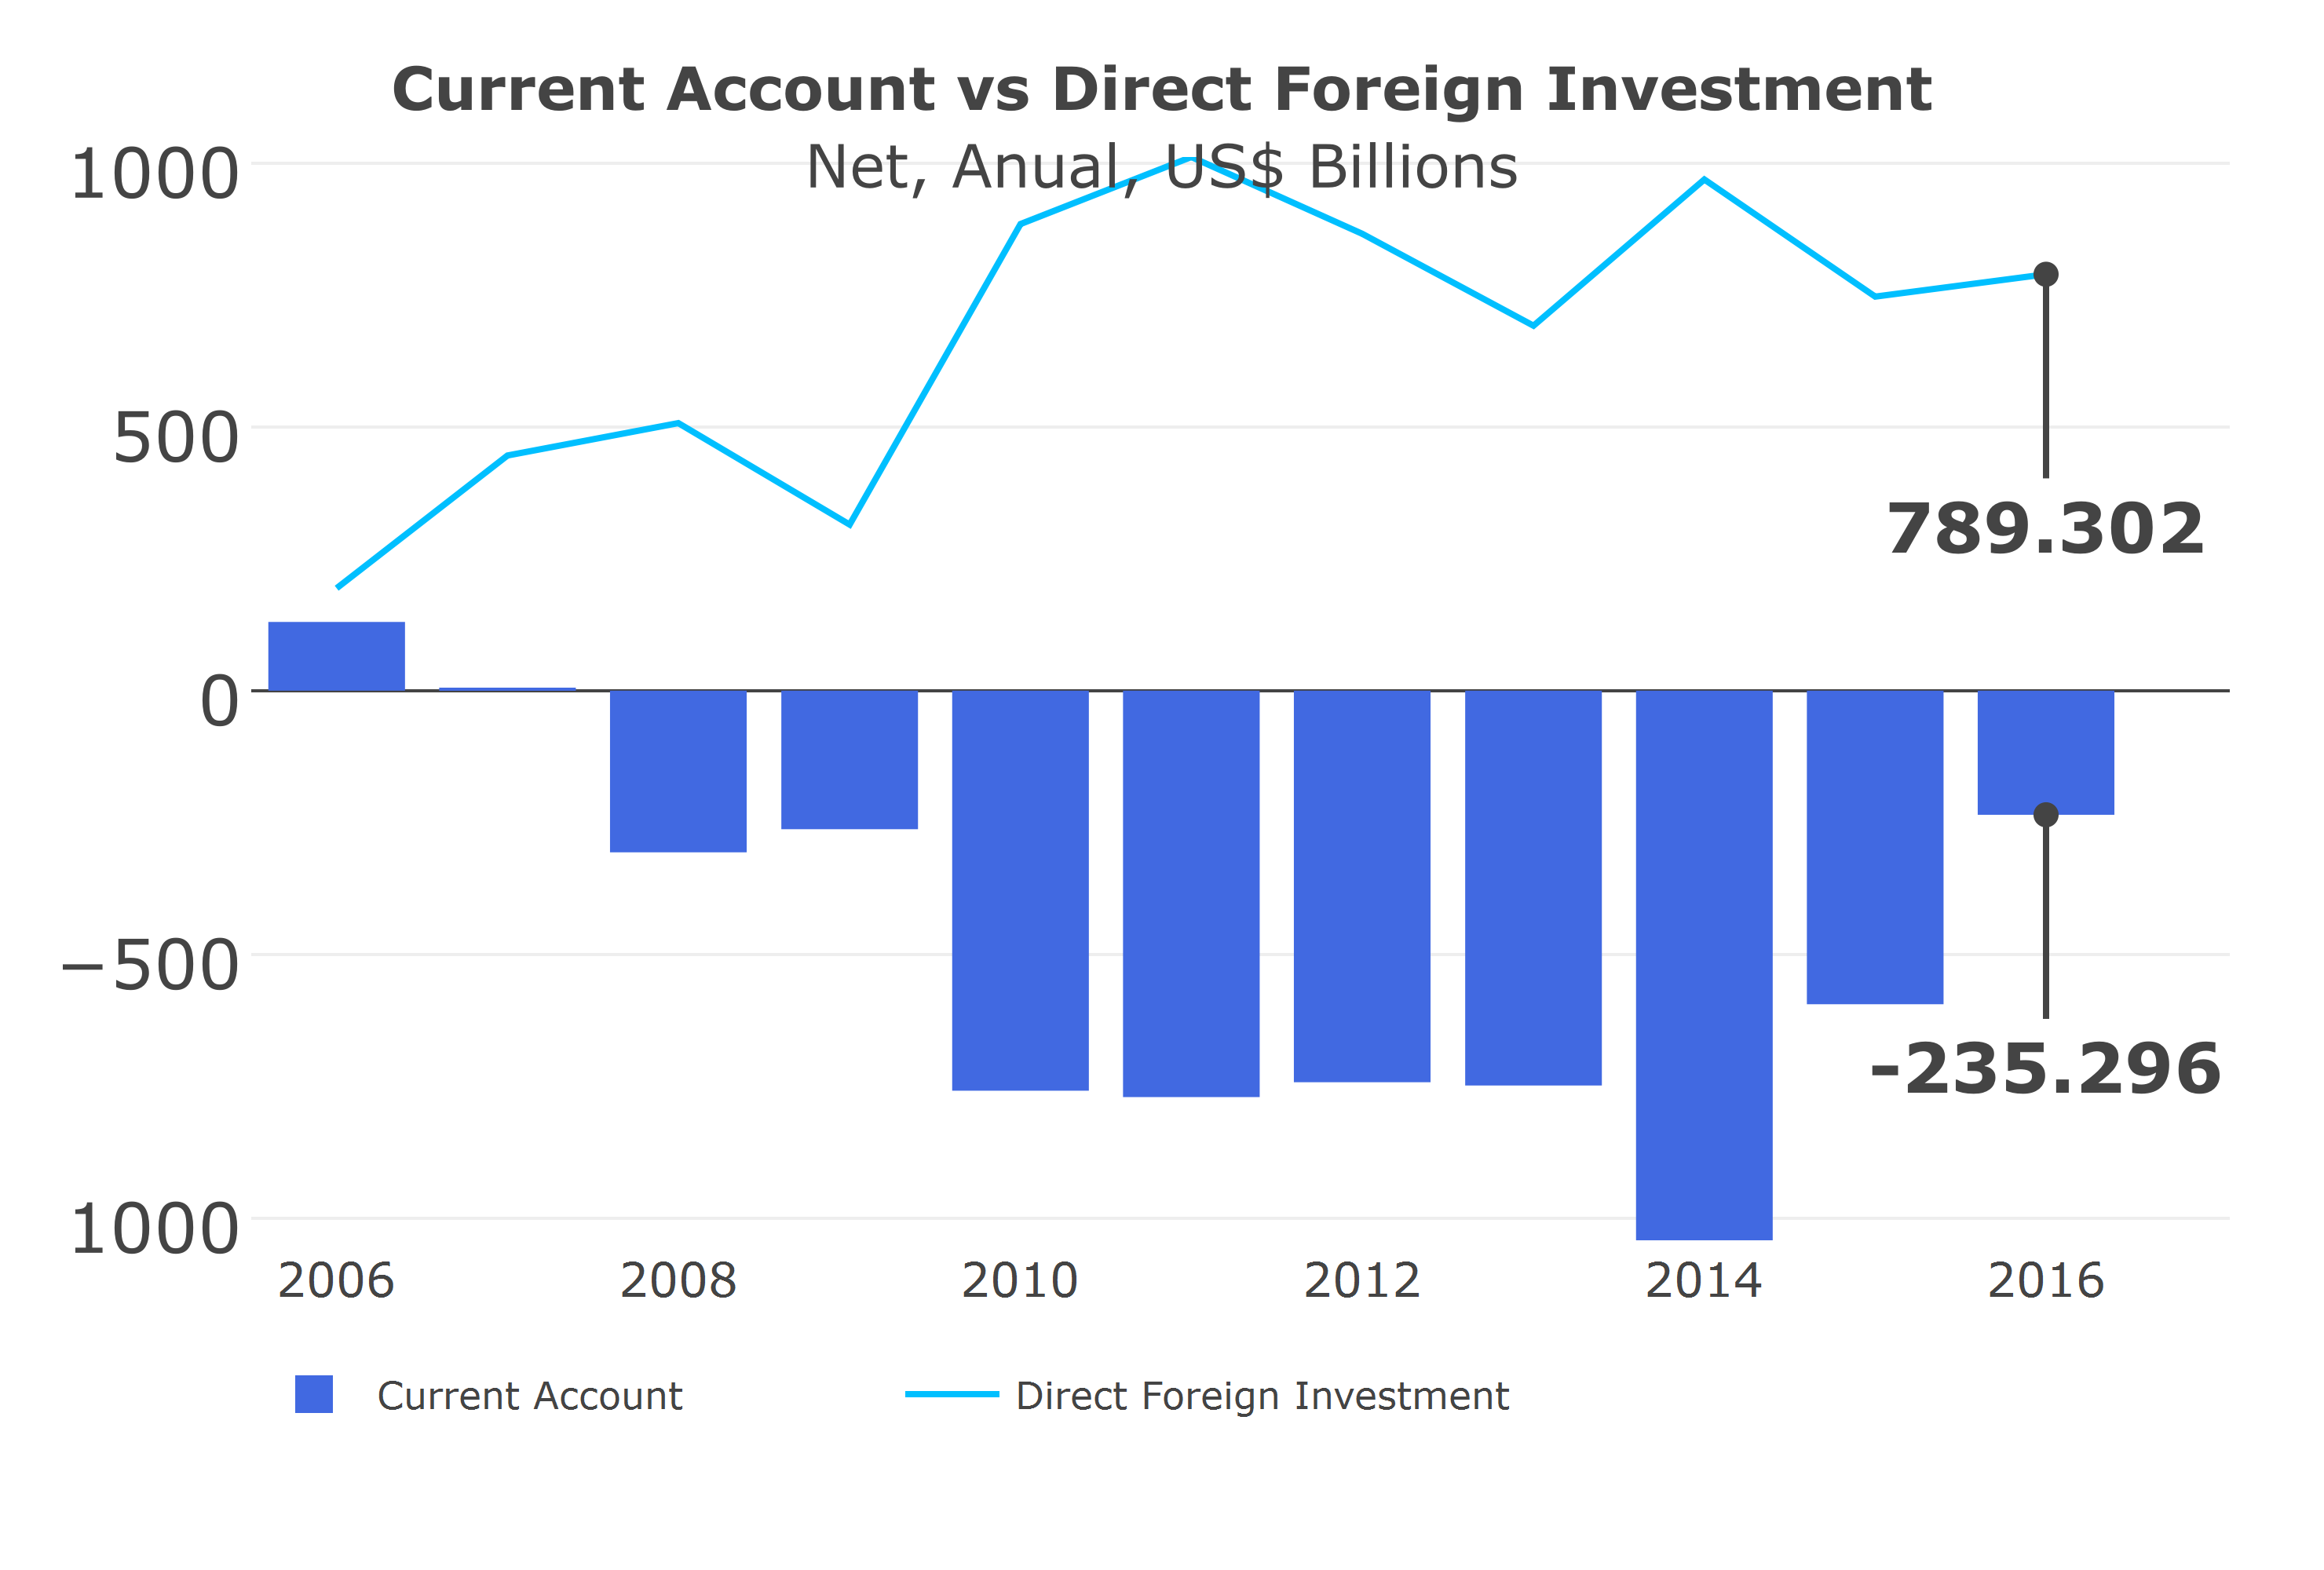 Current Account vs Direct Foreign Investment
Net, Anual, US$ Billions
1000
500
789.302
0
−500
-235.296
1000
2006 2008 2010 2012 2014 2016
Current Account Direct Foreign Investment